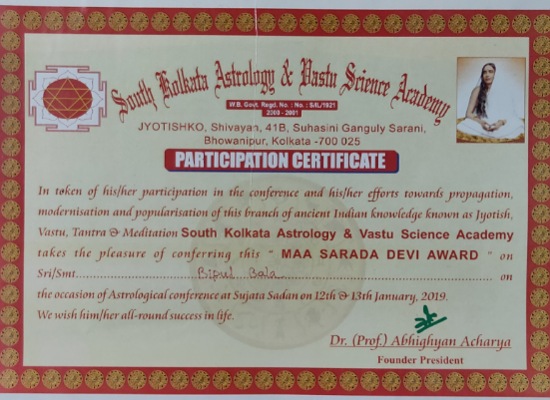 South Kolkata Astrology & Vastu Science Academy
W.B. Govt. Regd. No. : No. : S/IL/1921
2000 - 2001
JYOTISHKO, Shivayan, 41B, Suhasini Ganguly Sarani,
Bhowanipur, Kolkata -700 025
PARTICIPATION CERTIFICATE
In token of his/her participation in the conference and his/her efforts towards propagation,
modernisation and popularisation of this branch of ancient Indian knowledge known as Jyotish,
Vastu, Tantra & Meditation South Kolkata Astrology & Vastu Science Academy
takes the pleasure of conferring this " MAA SARADA DEVI AWARD " on
Sri/Smt. Bipul Bala on
the occasion of Astrological conference at Sujata Sadan on 12th & 13th January, 2019.
We wish him/her all-round success in life.
Dr. (Prof.) Abhighyan Acharya
Founder President